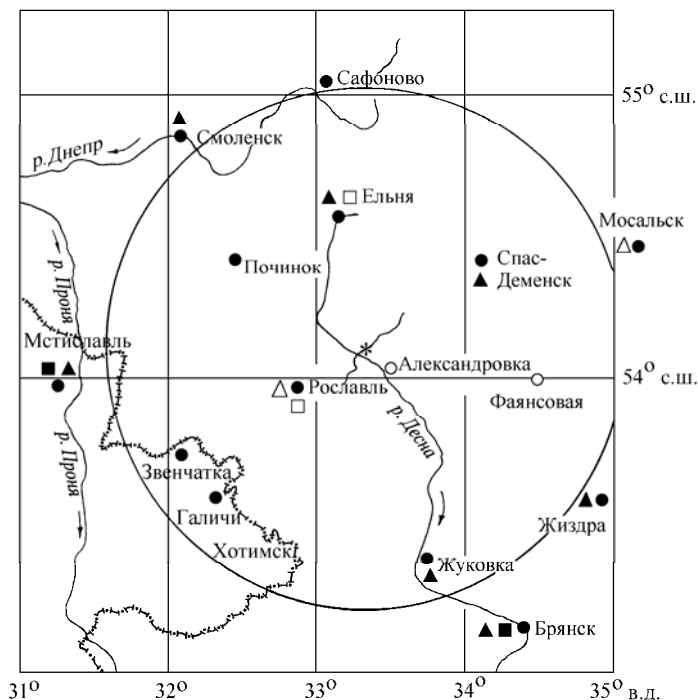 Сафоново
55° с.ш.
Смоленск
р. Днепр
Ельня
Мосальск
Починок
Спас-
Деменск
р. Проня
Мстиславль
*
Александровка
54° с.ш.
Рославль
Фаянсовая
р. Десна
р. Проня
Звенчатка
Галичи
Жиздра
Хотимск
Жуковка
Брянск
31° 32° 33° 34° 35° в.д.